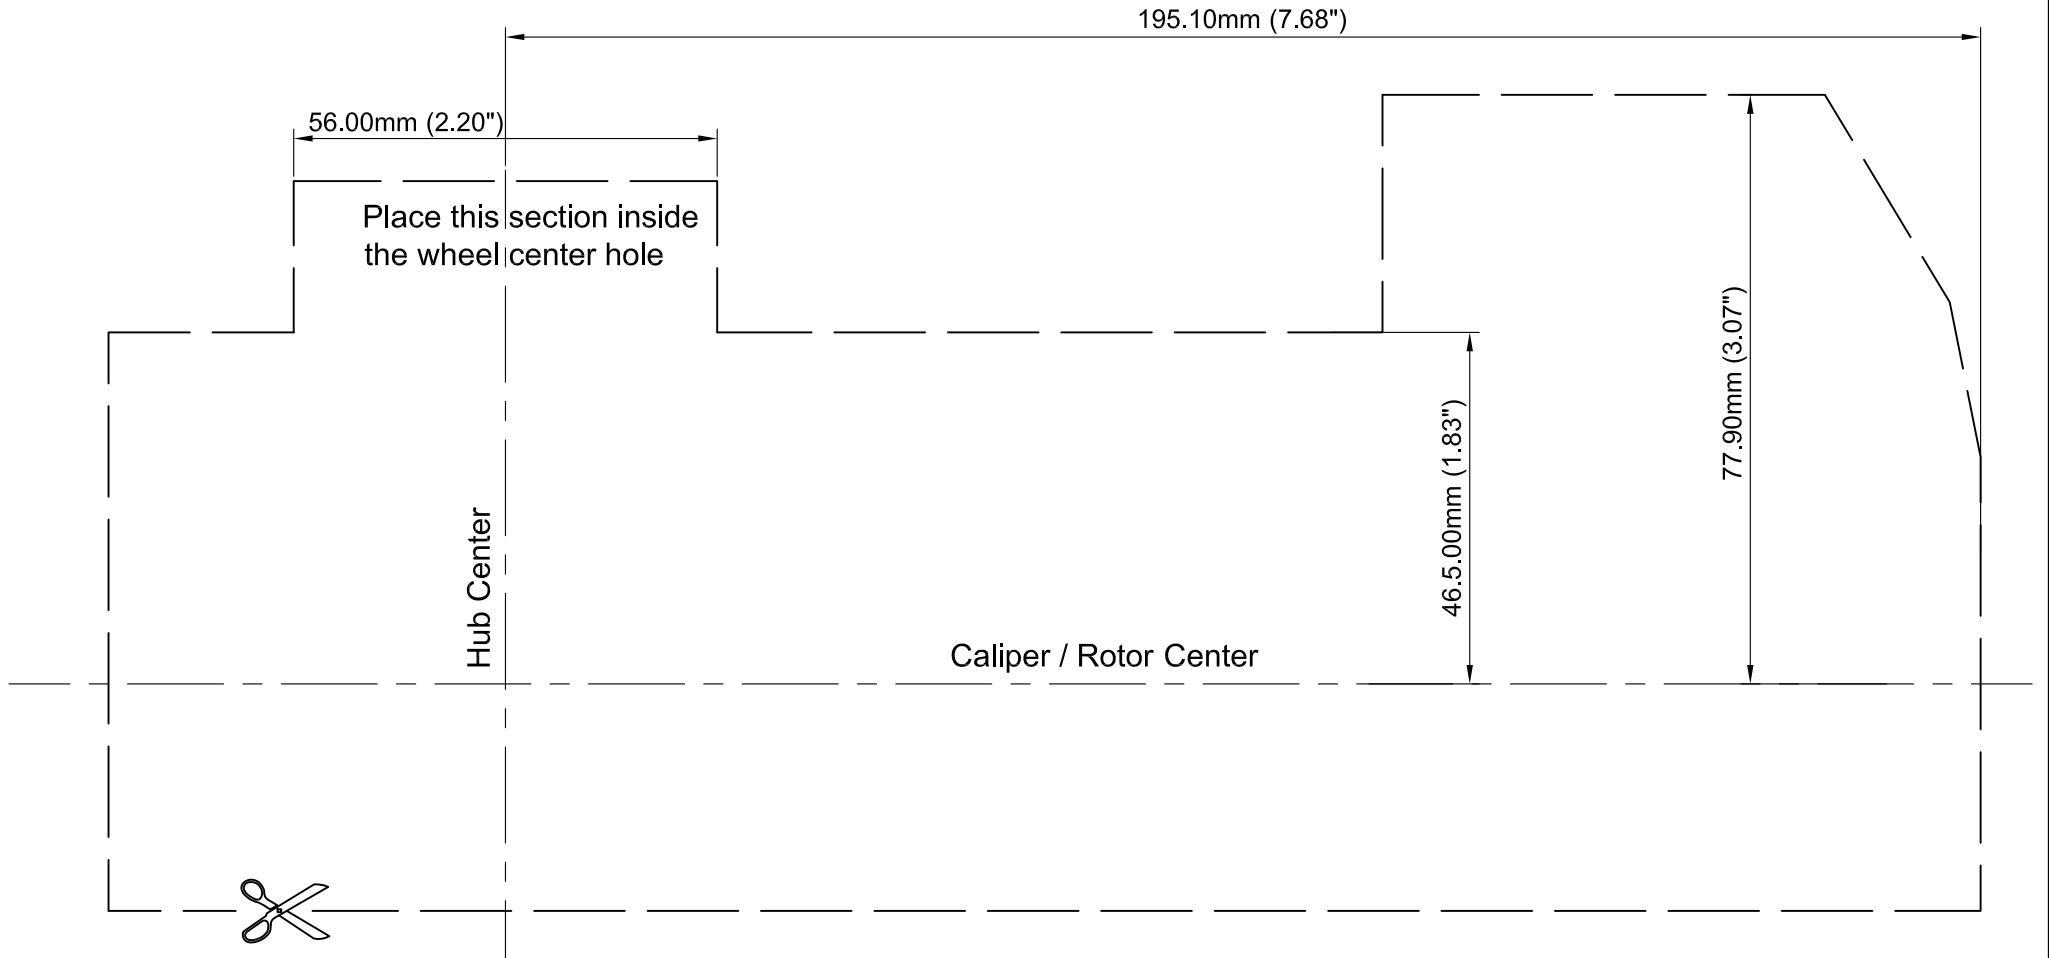 195.10mm (7.68")
56.00mm (2.20")
Place this section inside
the wheel center hole
77.90mm (3.07")
46.5.00mm (1.83")
Hub Center
Caliper / Rotor Center